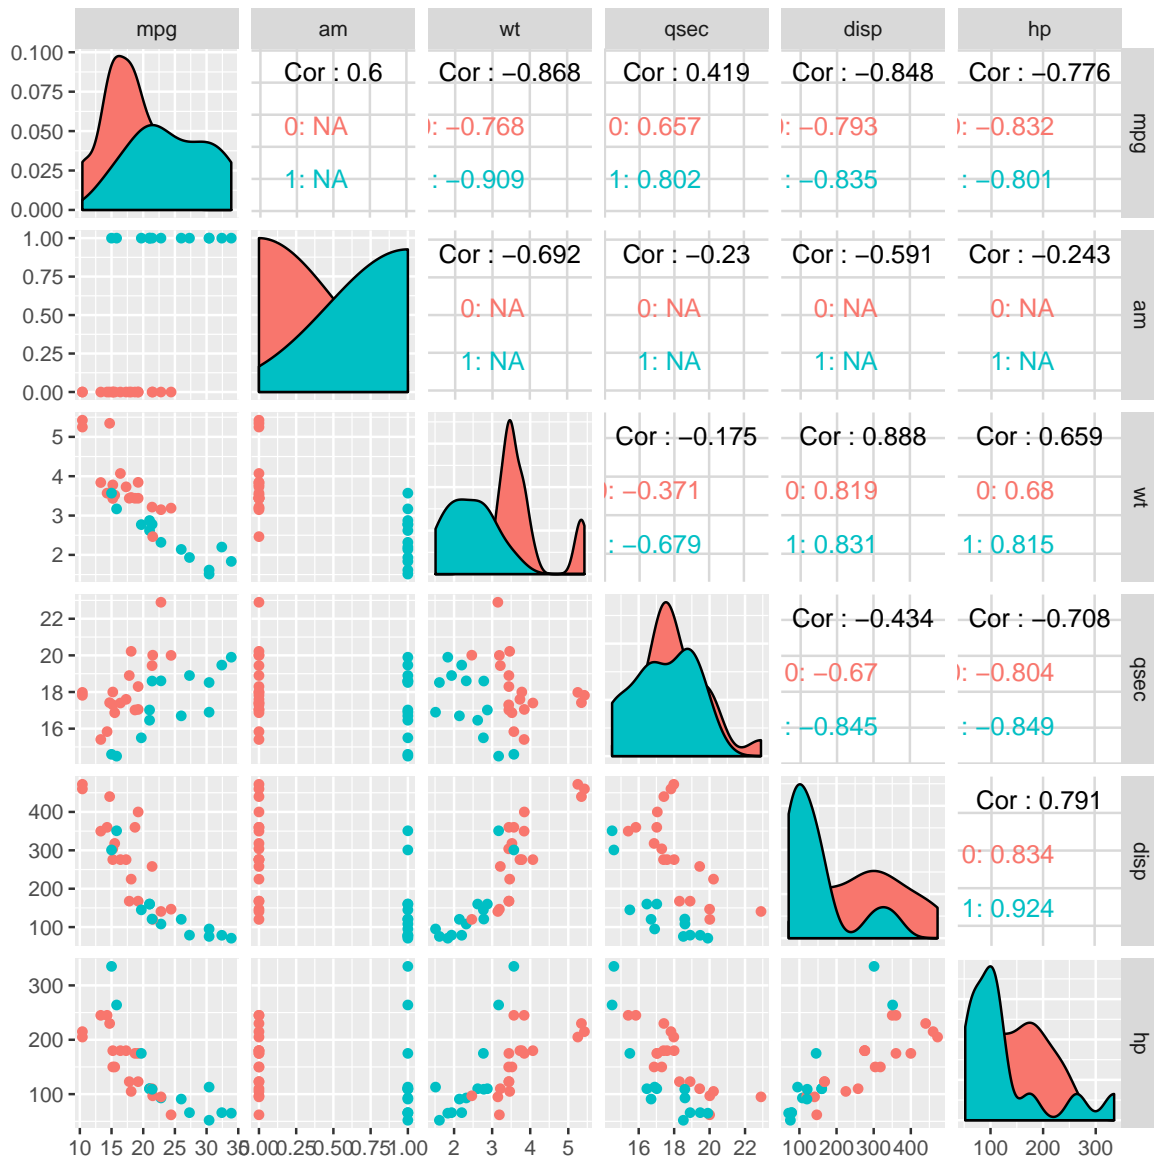 mpg am wt qsec disp hp
0.100
0.075
0.050
0.025
0.000
Cor : 0.6
0: NA
1: NA
Cor : −0.868
: −0.768
: −0.909
Cor : 0.419
0: 0.657
1: 0.802
Cor : −0.848
: −0.793
: −0.835
Cor : −0.776
: −0.832
: −0.801
mpg
1.00
0.75
0.50
0.25
0.00
Cor : −0.692
0: NA
1: NA
Cor : −0.23
0: NA
1: NA
Cor : −0.591
0: NA
1: NA
Cor : −0.243
0: NA
1: NA
am
5
4
3
2
Cor : −0.175
: −0.371
: −0.679
Cor : 0.888
0: 0.819
1: 0.831
Cor : 0.659
0: 0.68
1: 0.815
wt
22
20
18
16
Cor : −0.434
0: −0.67
: −0.845
Cor : −0.708
: −0.804
: −0.849
qsec
400
300
200
100
Cor : 0.791
0: 0.834
1: 0.924
disp
300
200
100
hp
10 15 20 25 30 35 0.00 0.25 0.50 0.75 1.00 2 3 4 5 16 18 20 22 100 200 300 400 100 200 300